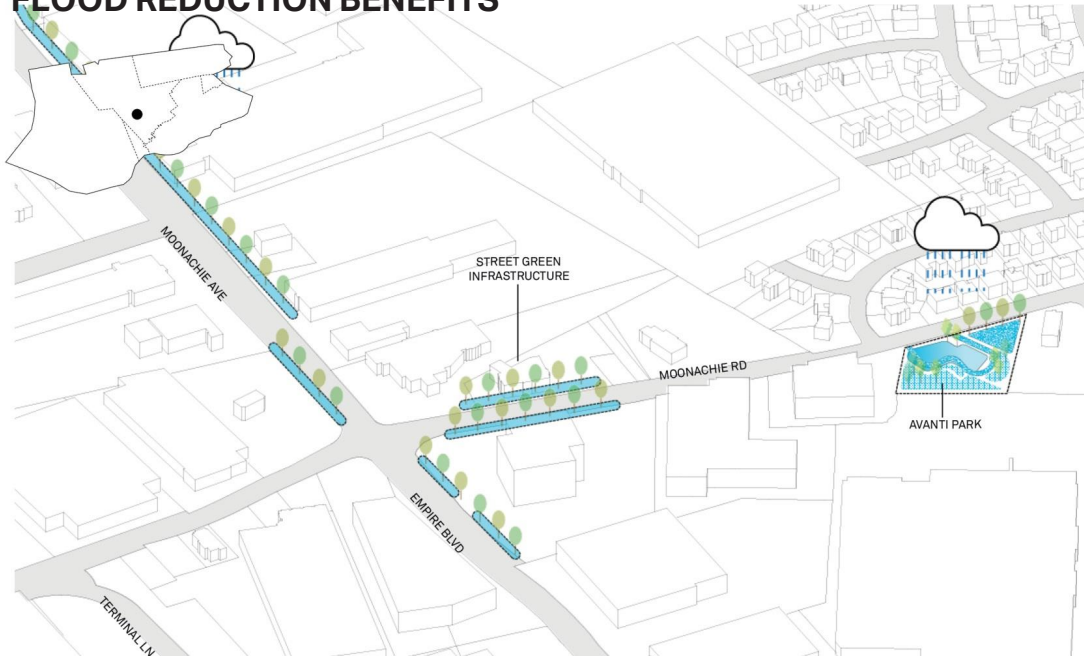 FLOOD REDUCTION BENEFITS
MOONACHIE AVE
STREET GREEN
INFRASTRUCTURE
MOONACHIE RD
AVANTI PARK
EMPIRE BLVD
TERMINAL LN